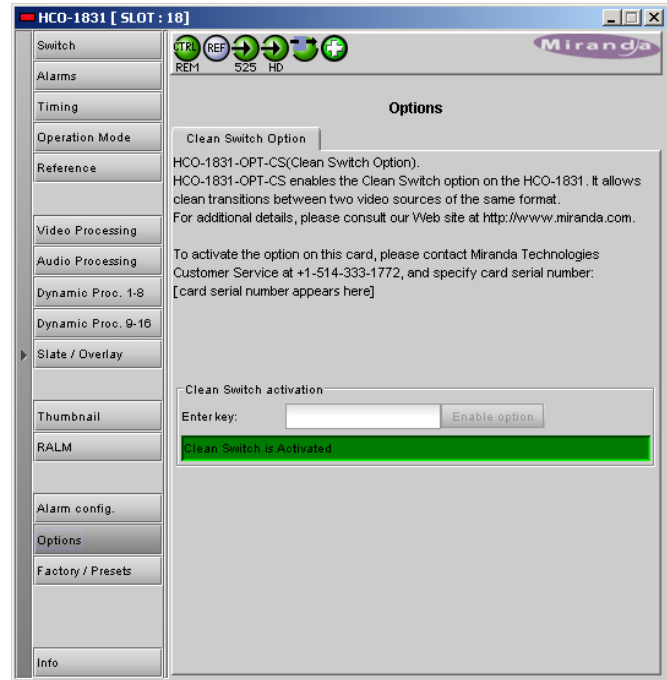 HCO-1831 [ SLOT : 18]
Switch
Alarms
Timing
Operation Mode
Reference
Video Processing
Audio Processing
Dynamic Proc. 1-8
Dynamic Proc. 9-16
Slate / Overlay
Thumbnail
RALM
Alarm config.
Options
Factory / Presets
Info
CTRL REF
REM 525 HD
Miranda
Options
Clean Switch Option
HCO-1831-OPT-CS(Clean Switch Option).
HCO-1831-OPT-CS enables the Clean Switch option on the HCO-1831. It allows
clean transitions between two video sources of the same format.
For additional details, please consult our Web site at http://www.miranda.com.
To activate the option on this card, please contact Miranda Technologies
Customer Service at +1-514-333-1772, and specify card serial number:
[card serial number appears here]
Clean Switch activation
Enter key:
Enable option
Clean Switch is Activated